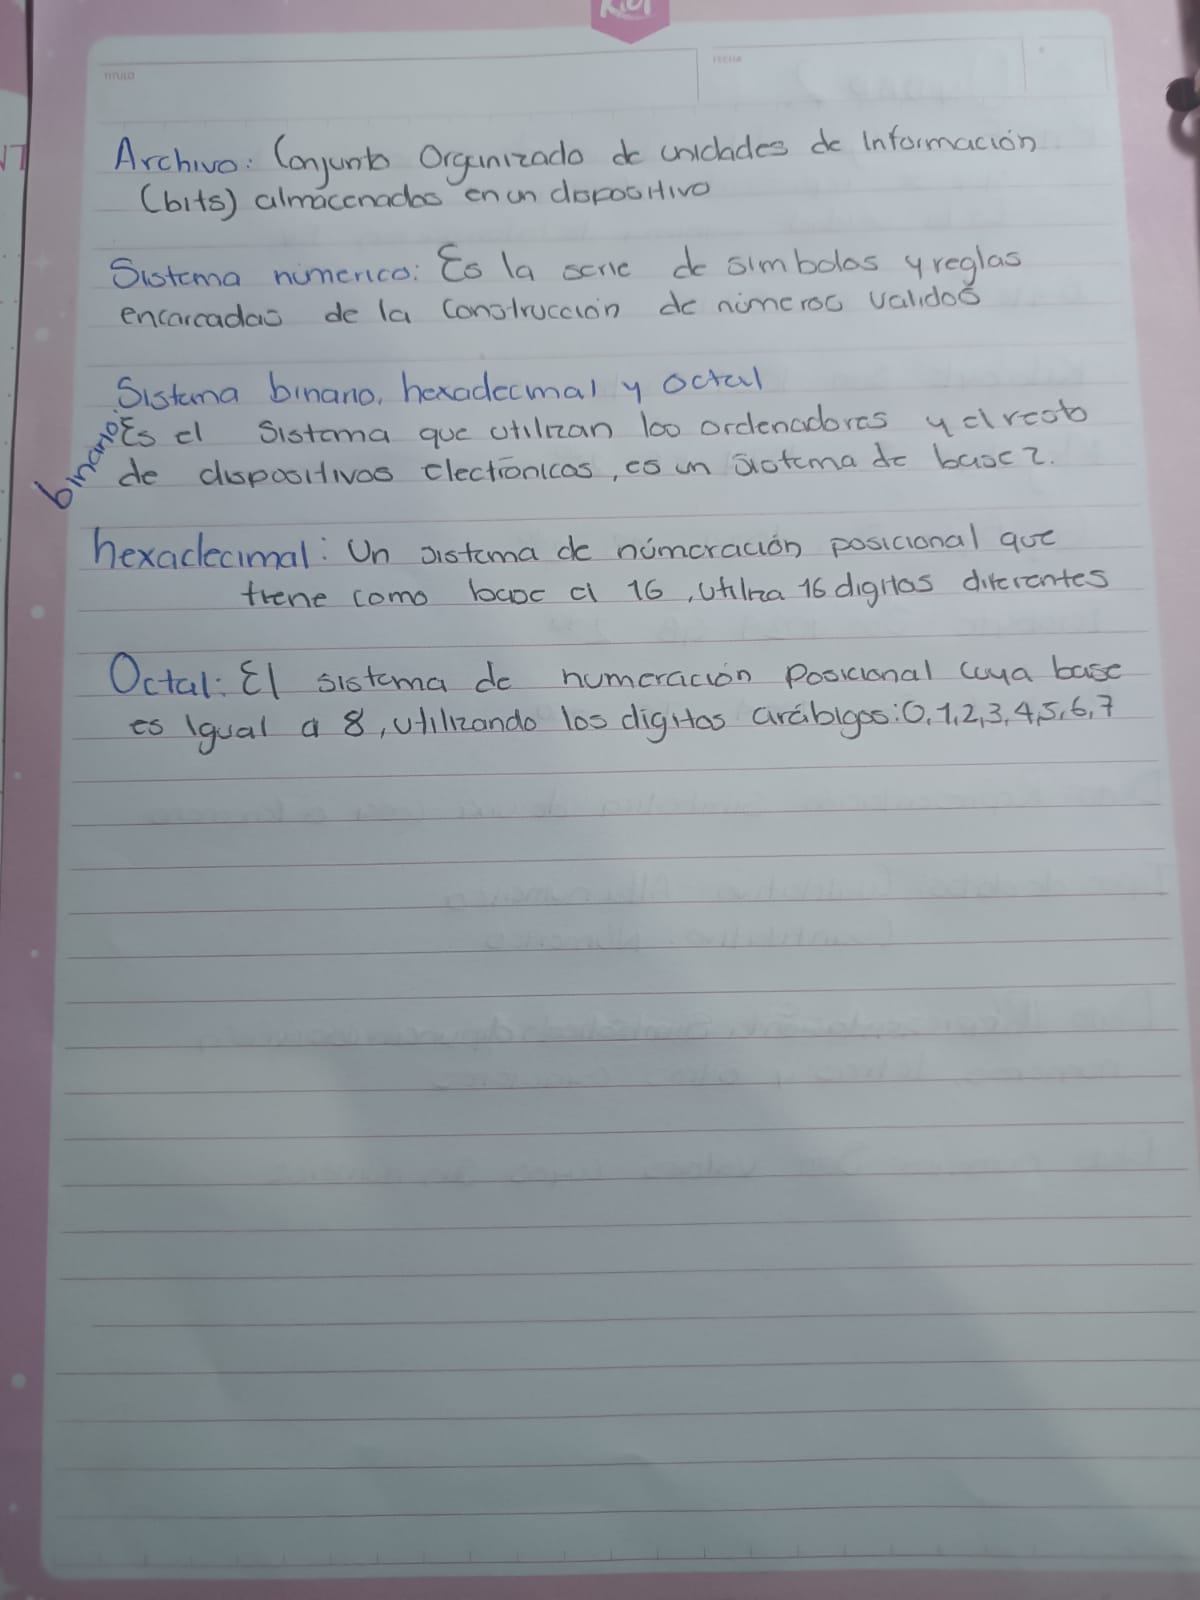 Kiut
TITULO
FECHA
Archivo: Conjunto Organizado de unidades de Información
(bits) almacenados en un dispositivo
Sistema númerico: Es la serie de simbolos y reglas
encarcadas de la Construcción de números validos
Sistema binario, hexadecimal y Octal
binario: Es el Sistema que utilizan los ordenadores y el resto
de dispositivos Electrónicos, es un sistema de base 2.
hexadecimal: Un sistema de númeración posicional que
tiene como base el 16, utiliza 16 digitos diferentes
Octal: El sistema de numeración Posicional cuya base
es Igual a 8, utilizando los digitos arábigos: 0,1,2,3,4,5,6,7